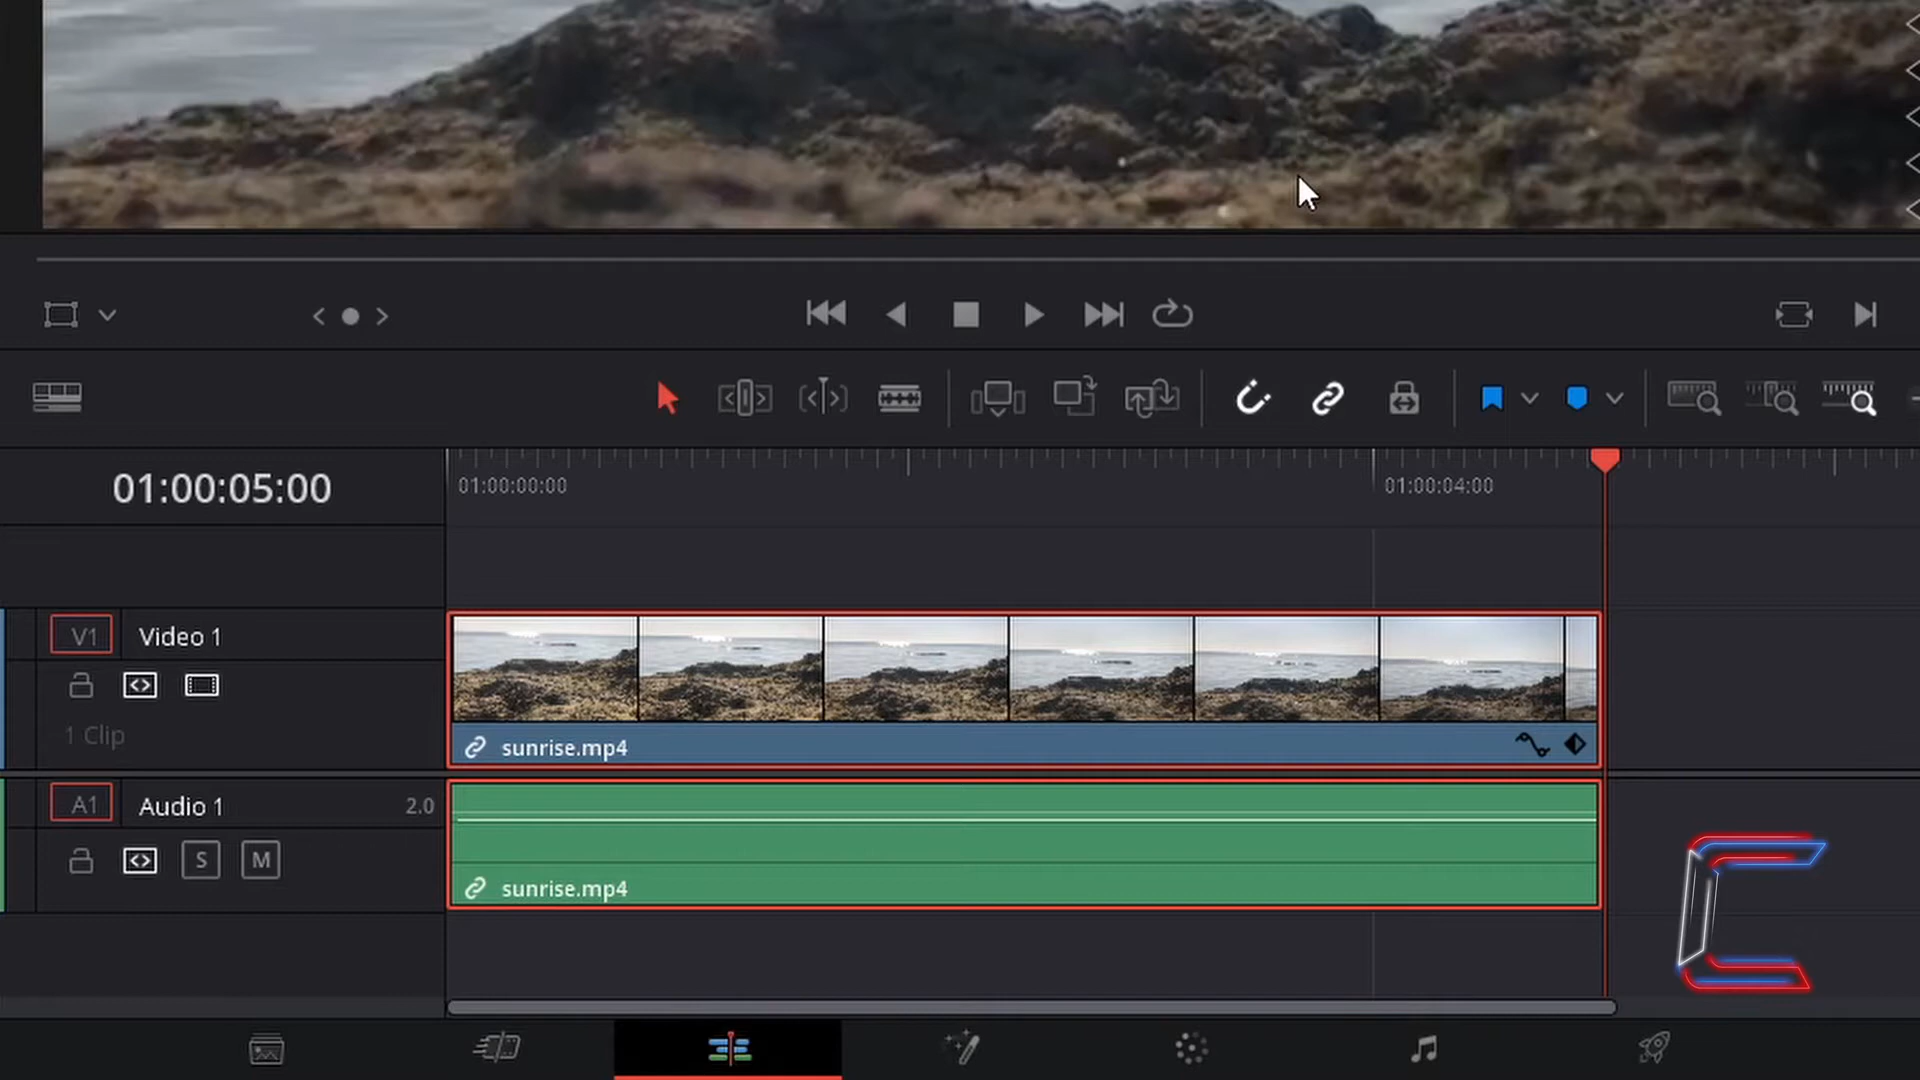 01:00:05:00
01:00:00:00
01:00:04:00
V1 Video 1
1 Clip
sunrise.mp4
A1 Audio 1 2.0
S M
sunrise.mp4